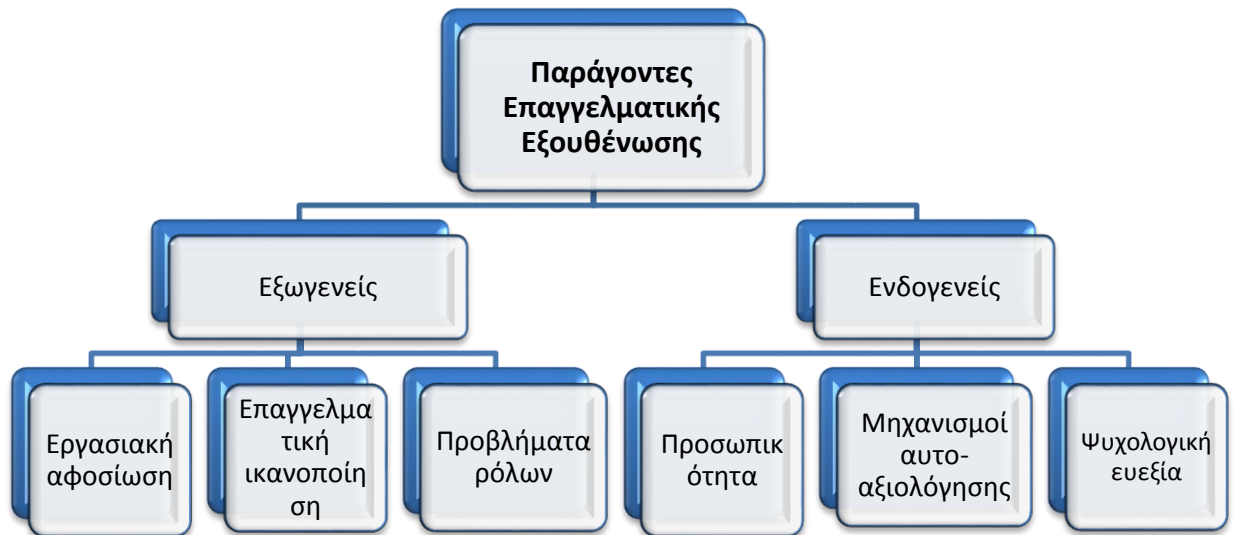 Παράγοντες
Επαγγελματικής
Εξουθένωσης
Εξωγενείς
Ενδογενείς
Εργασιακή
αφοσίωση
Επαγγελμα
τική
ικανοποίη
ση
Προβλήματα
ρόλων
Προσωπικ
ότητα
Μηχανισμοί
αυτο-
αξιολόγησης
Ψυχολογική
ευεξία